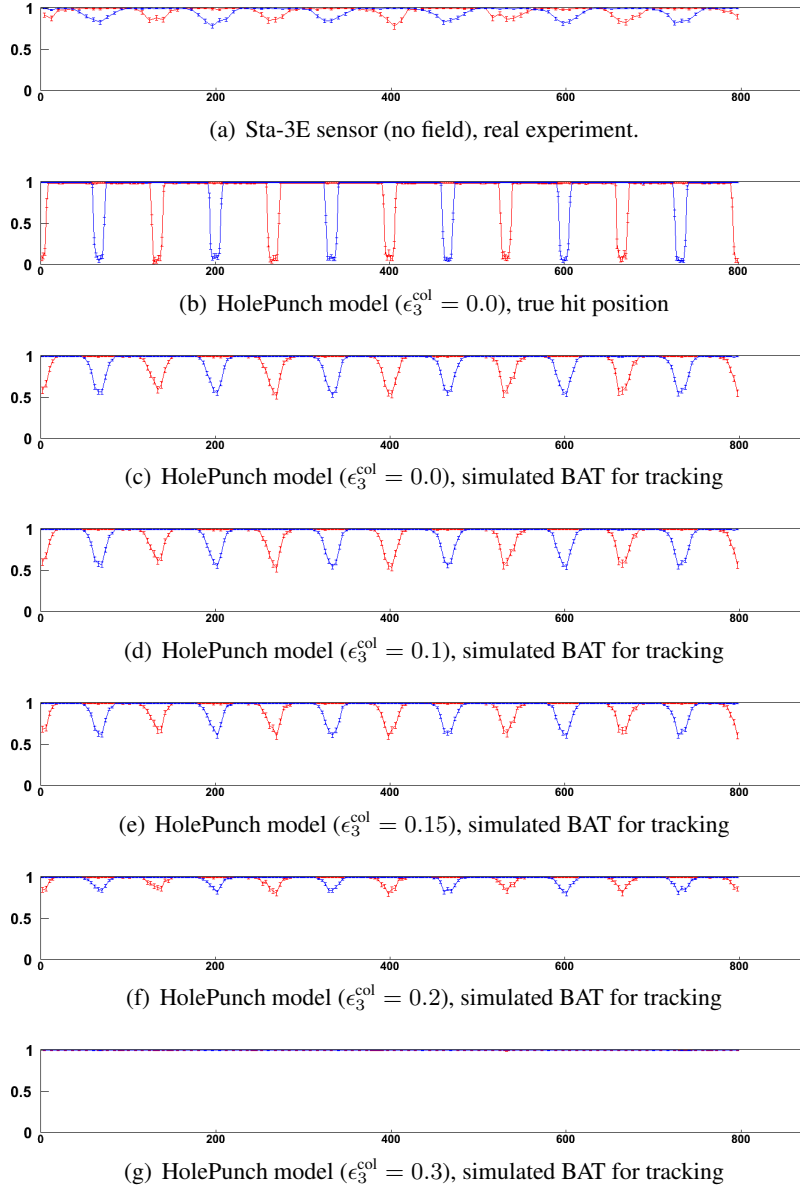 1
0.5
0
0 200 400 600 800
(a) Sta-3E sensor (no field), real experiment.
1
0.5
0
0 200 400 600 800
(b) HolePunch model (ϵ₃ᶜᵒˡ = 0.0), true hit position
1
0.5
0
0 200 400 600 800
(c) HolePunch model (ϵ₃ᶜᵒˡ = 0.0), simulated BAT for tracking
1
0.5
0
0 200 400 600 800
(d) HolePunch model (ϵ₃ᶜᵒˡ = 0.1), simulated BAT for tracking
1
0.5
0
0 200 400 600 800
(e) HolePunch model (ϵ₃ᶜᵒˡ = 0.15), simulated BAT for tracking
1
0.5
0
0 200 400 600 800
(f) HolePunch model (ϵ₃ᶜᵒˡ = 0.2), simulated BAT for tracking
1
0.5
0
0 200 400 600 800
(g) HolePunch model (ϵ₃ᶜᵒˡ = 0.3), simulated BAT for tracking